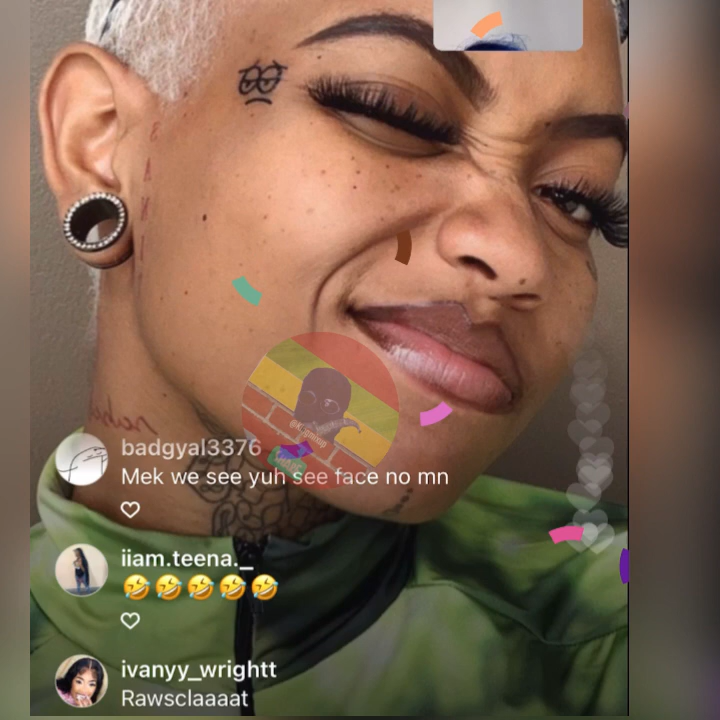 badgyal3376
Mek we see yuh see face no mn
iiam.teena._
🤣🤣🤣🤣🤣
ivanyy_wrightt
Rawsclaaaat